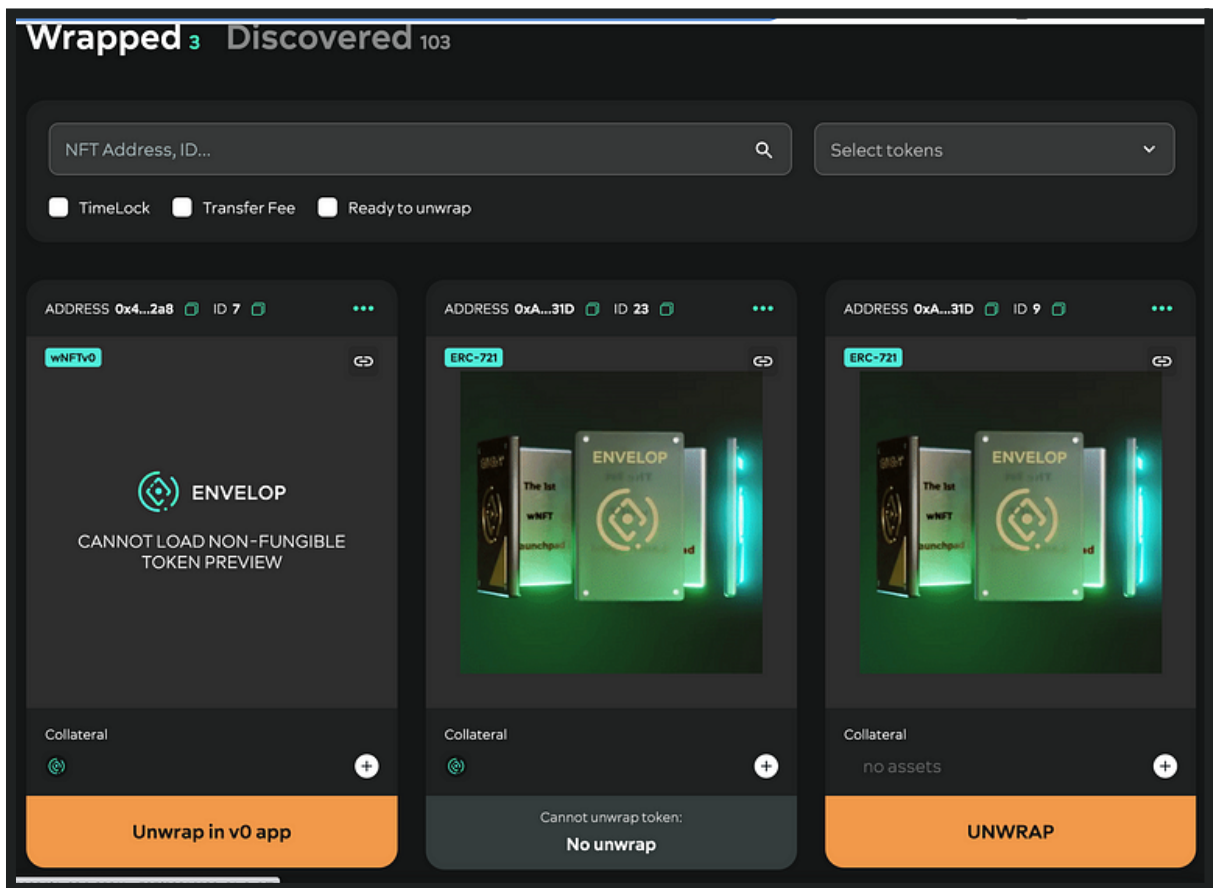 Wrapped 3 Discovered 103
NFT Address, ID...
Select tokens
TimeLock Transfer Fee Ready to unwrap
ADDRESS 0x4...2a8 ID 7
wNFTv0
ENVELOP
CANNOT LOAD NON-FUNGIBLE
TOKEN PREVIEW
Collateral
Unwrap in v0 app
ADDRESS 0xA...31D ID 23
ERC-721
ENVELOP
The 1st
wNFT
Collateral
Cannot unwrap token:
No unwrap
ADDRESS 0xA...31D ID 9
ERC-721
ENVELOP
The 1st
wNFT
Collateral
no assets
UNWRAP